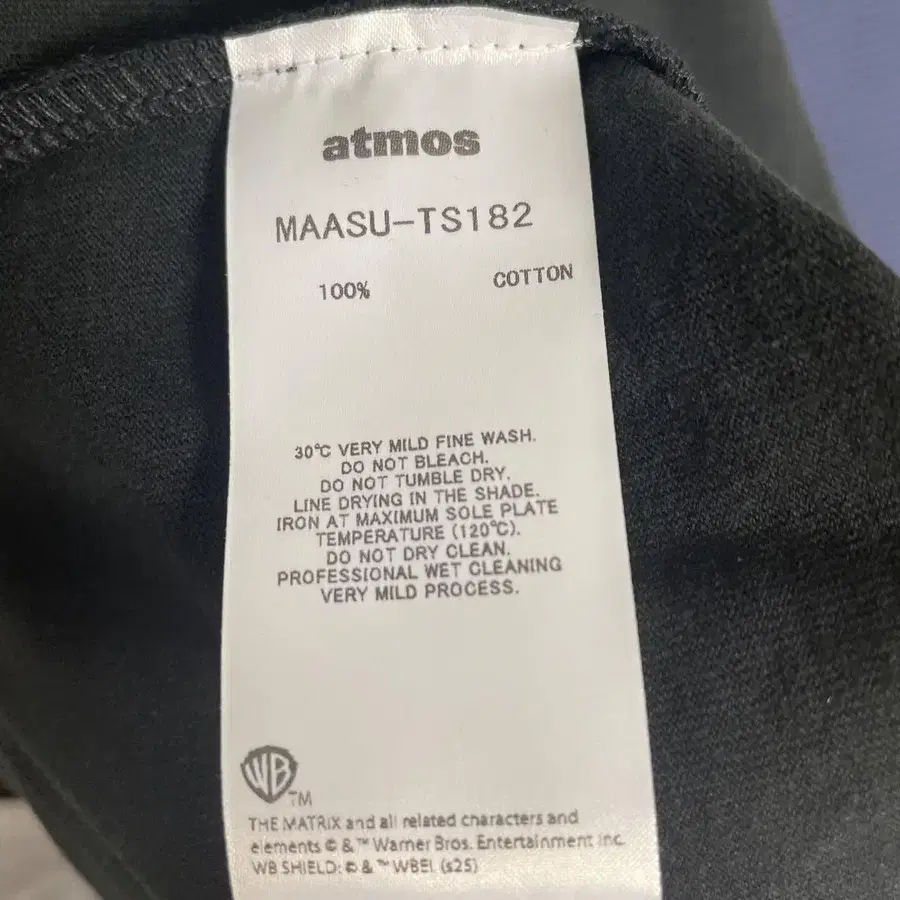 atmos
MAASU-TS182
100% COTTON
30℃ VERY MILD FINE WASH.
DO NOT BLEACH.
DO NOT TUMBLE DRY.
LINE DRYING IN THE SHADE.
IRON AT MAXIMUM SOLE PLATE
TEMPERATURE (120℃).
DO NOT DRY CLEAN.
PROFESSIONAL WET CLEANING
VERY MILD PROCESS.
WB TM
THE MATRIX and all related characters and
elements © & ™ Warner Bros. Entertainment Inc.
WB SHIELD: © & ™ WBEI. (s25)